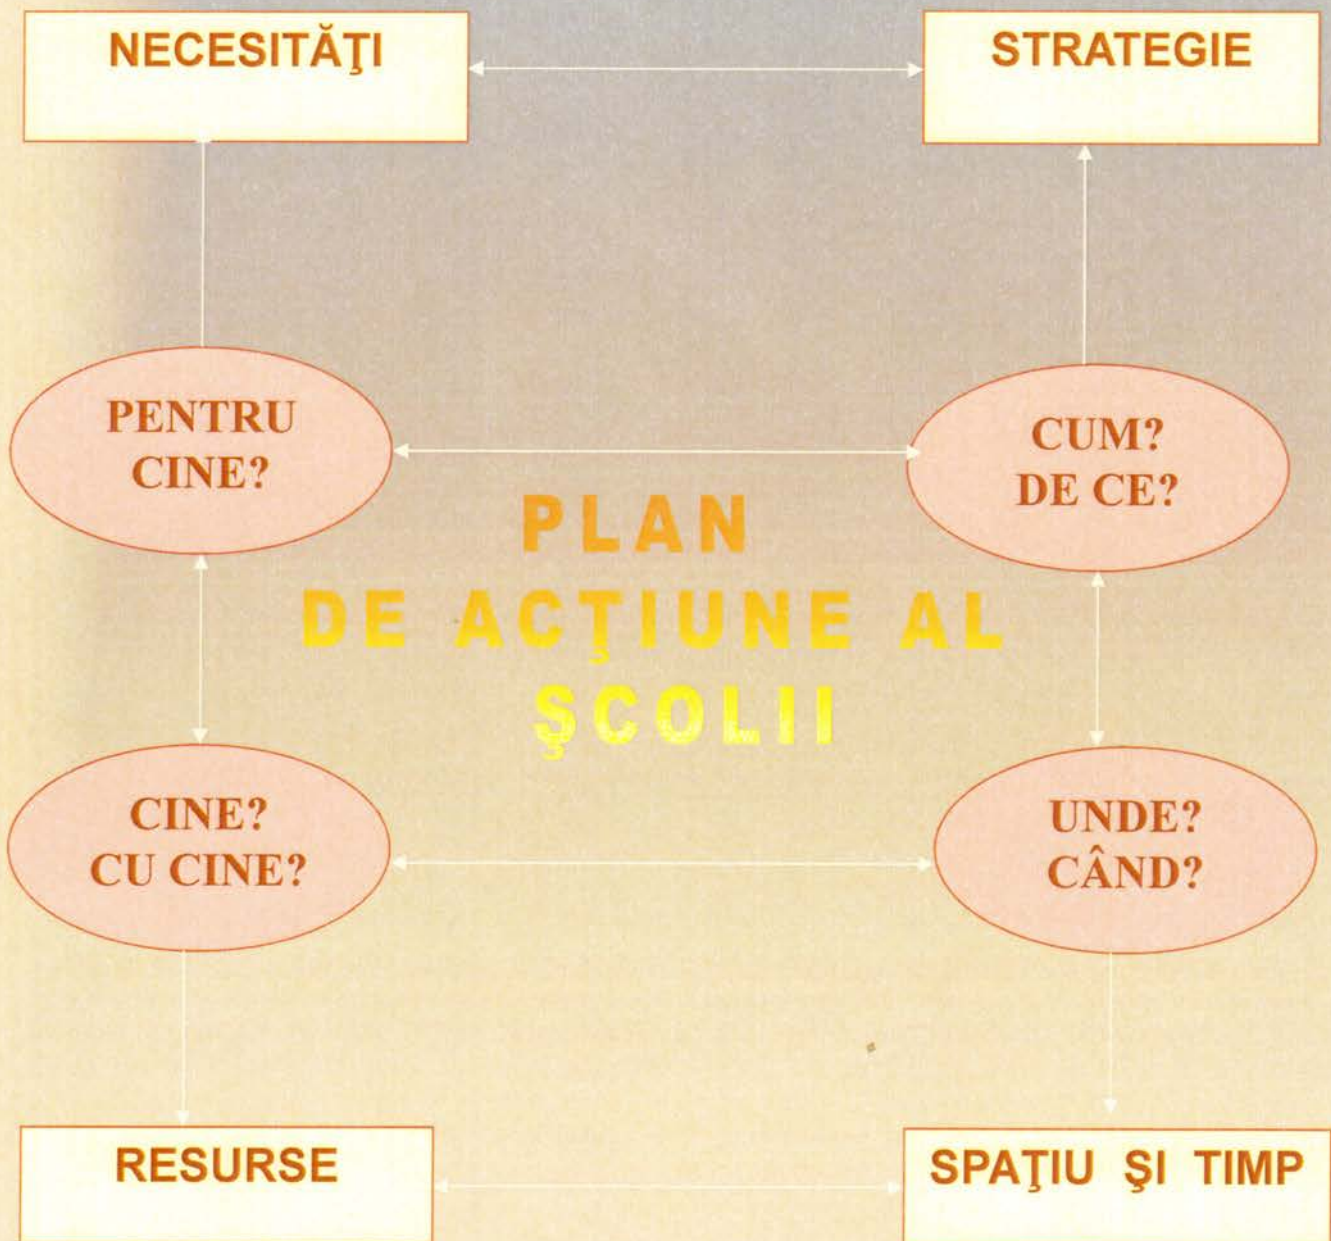 NECESITĂŢI
STRATEGIE
PENTRU
CINE?
CUM?
DE CE?
PLAN
DE ACŢIUNE AL
ŞCOLII
CINE?
CU CINE?
UNDE?
CÂND?
RESURSE
SPAŢIU ŞI TIMP